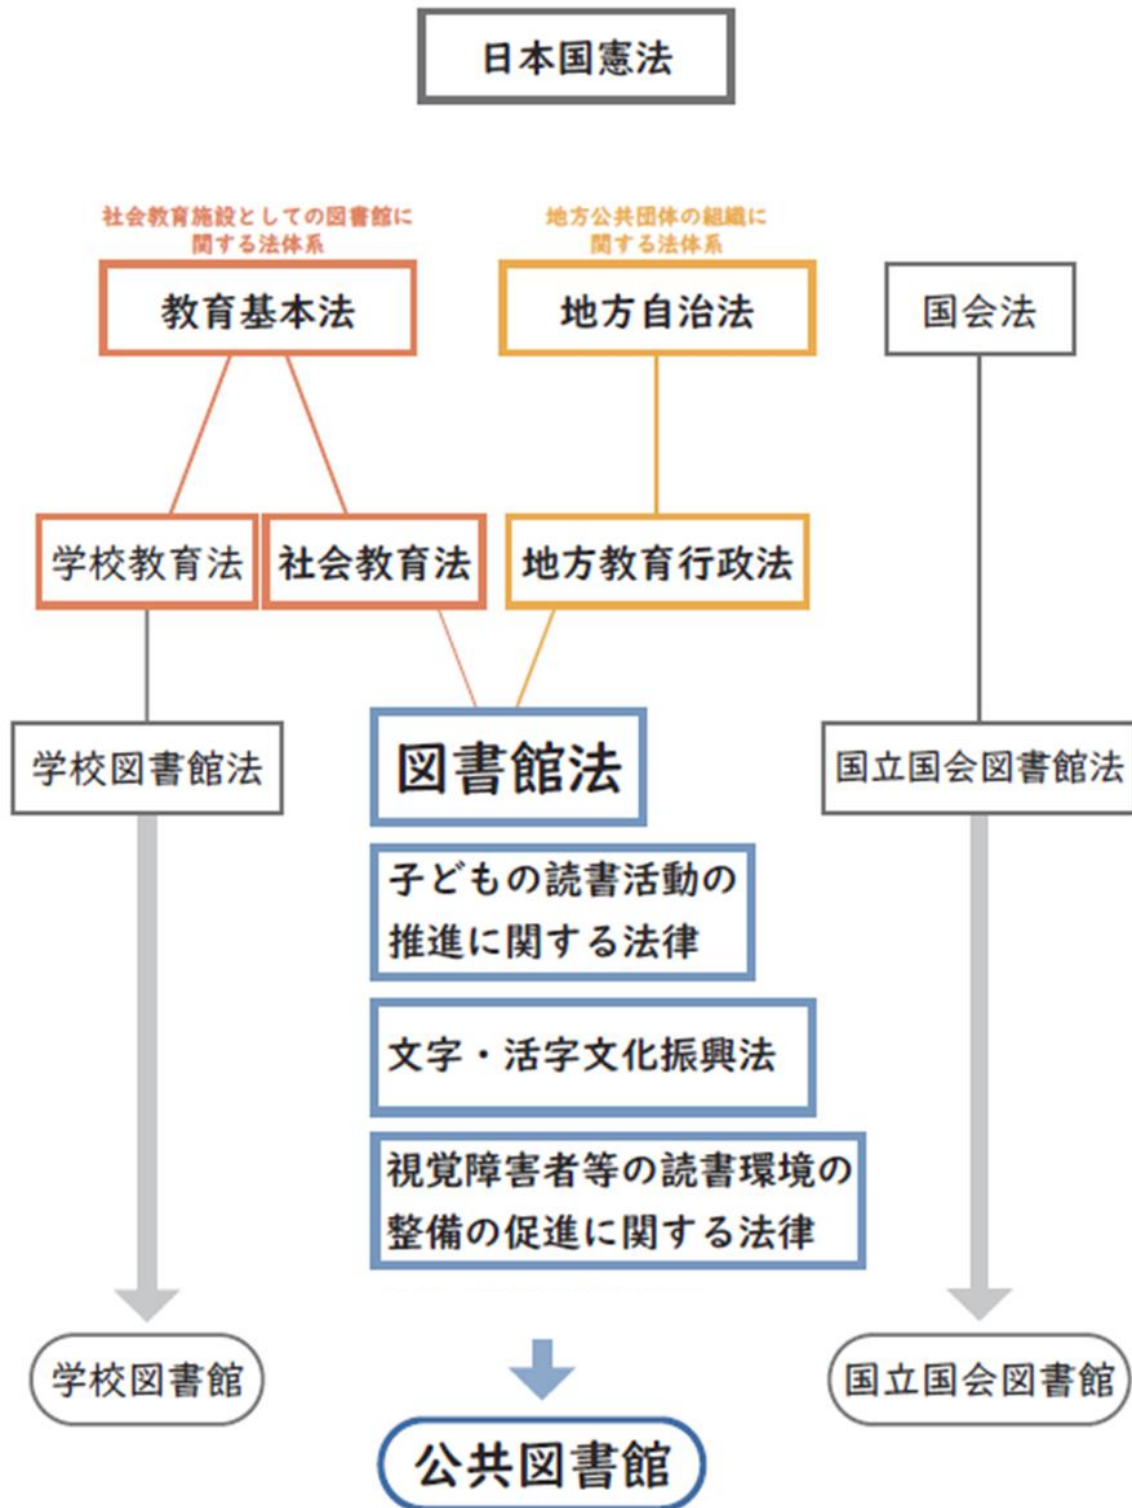 日本国憲法
社会教育施設としての図書館に
関する法体系
地方公共団体の組織に
関する法体系
教育基本法
地方自治法
国会法
学校教育法
社会教育法
地方教育行政法
学校図書館法
図書館法
国立国会図書館法
子どもの読書活動の
推進に関する法律
文字・活字文化振興法
視覚障害者等の読書環境の
整備の促進に関する法律
学校図書館
国立国会図書館
公共図書館